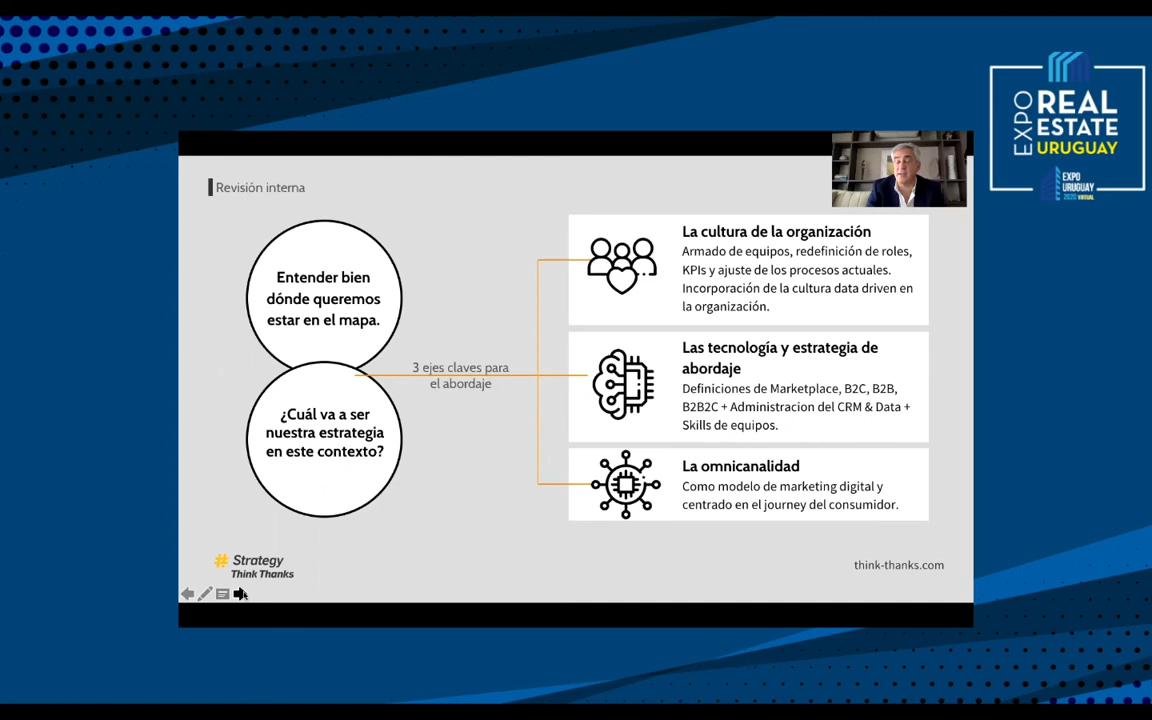 EXPO
REAL
ESTATE
URUGUAY
EXPO
URUGUAY
2020 VIRTUAL
Revisión interna
Entender bien
dónde queremos
estar en el mapa.
¿Cuál va a ser
nuestra estrategia
en este contexto?
3 ejes claves para
el abordaje
La cultura de la organización
Armado de equipos, redefinición de roles,
KPIs y ajuste de los procesos actuales.
Incorporación de la cultura data driven en
la organización.
Las tecnología y estrategia de
abordaje
Definiciones de Marketplace, B2C, B2B,
B2B2C + Administracion del CRM & Data +
Skills de equipos.
La omnicanalidad
Como modelo de marketing digital y
centrado en el journey del consumidor.
# Strategy
Think Thanks
think-thanks.com